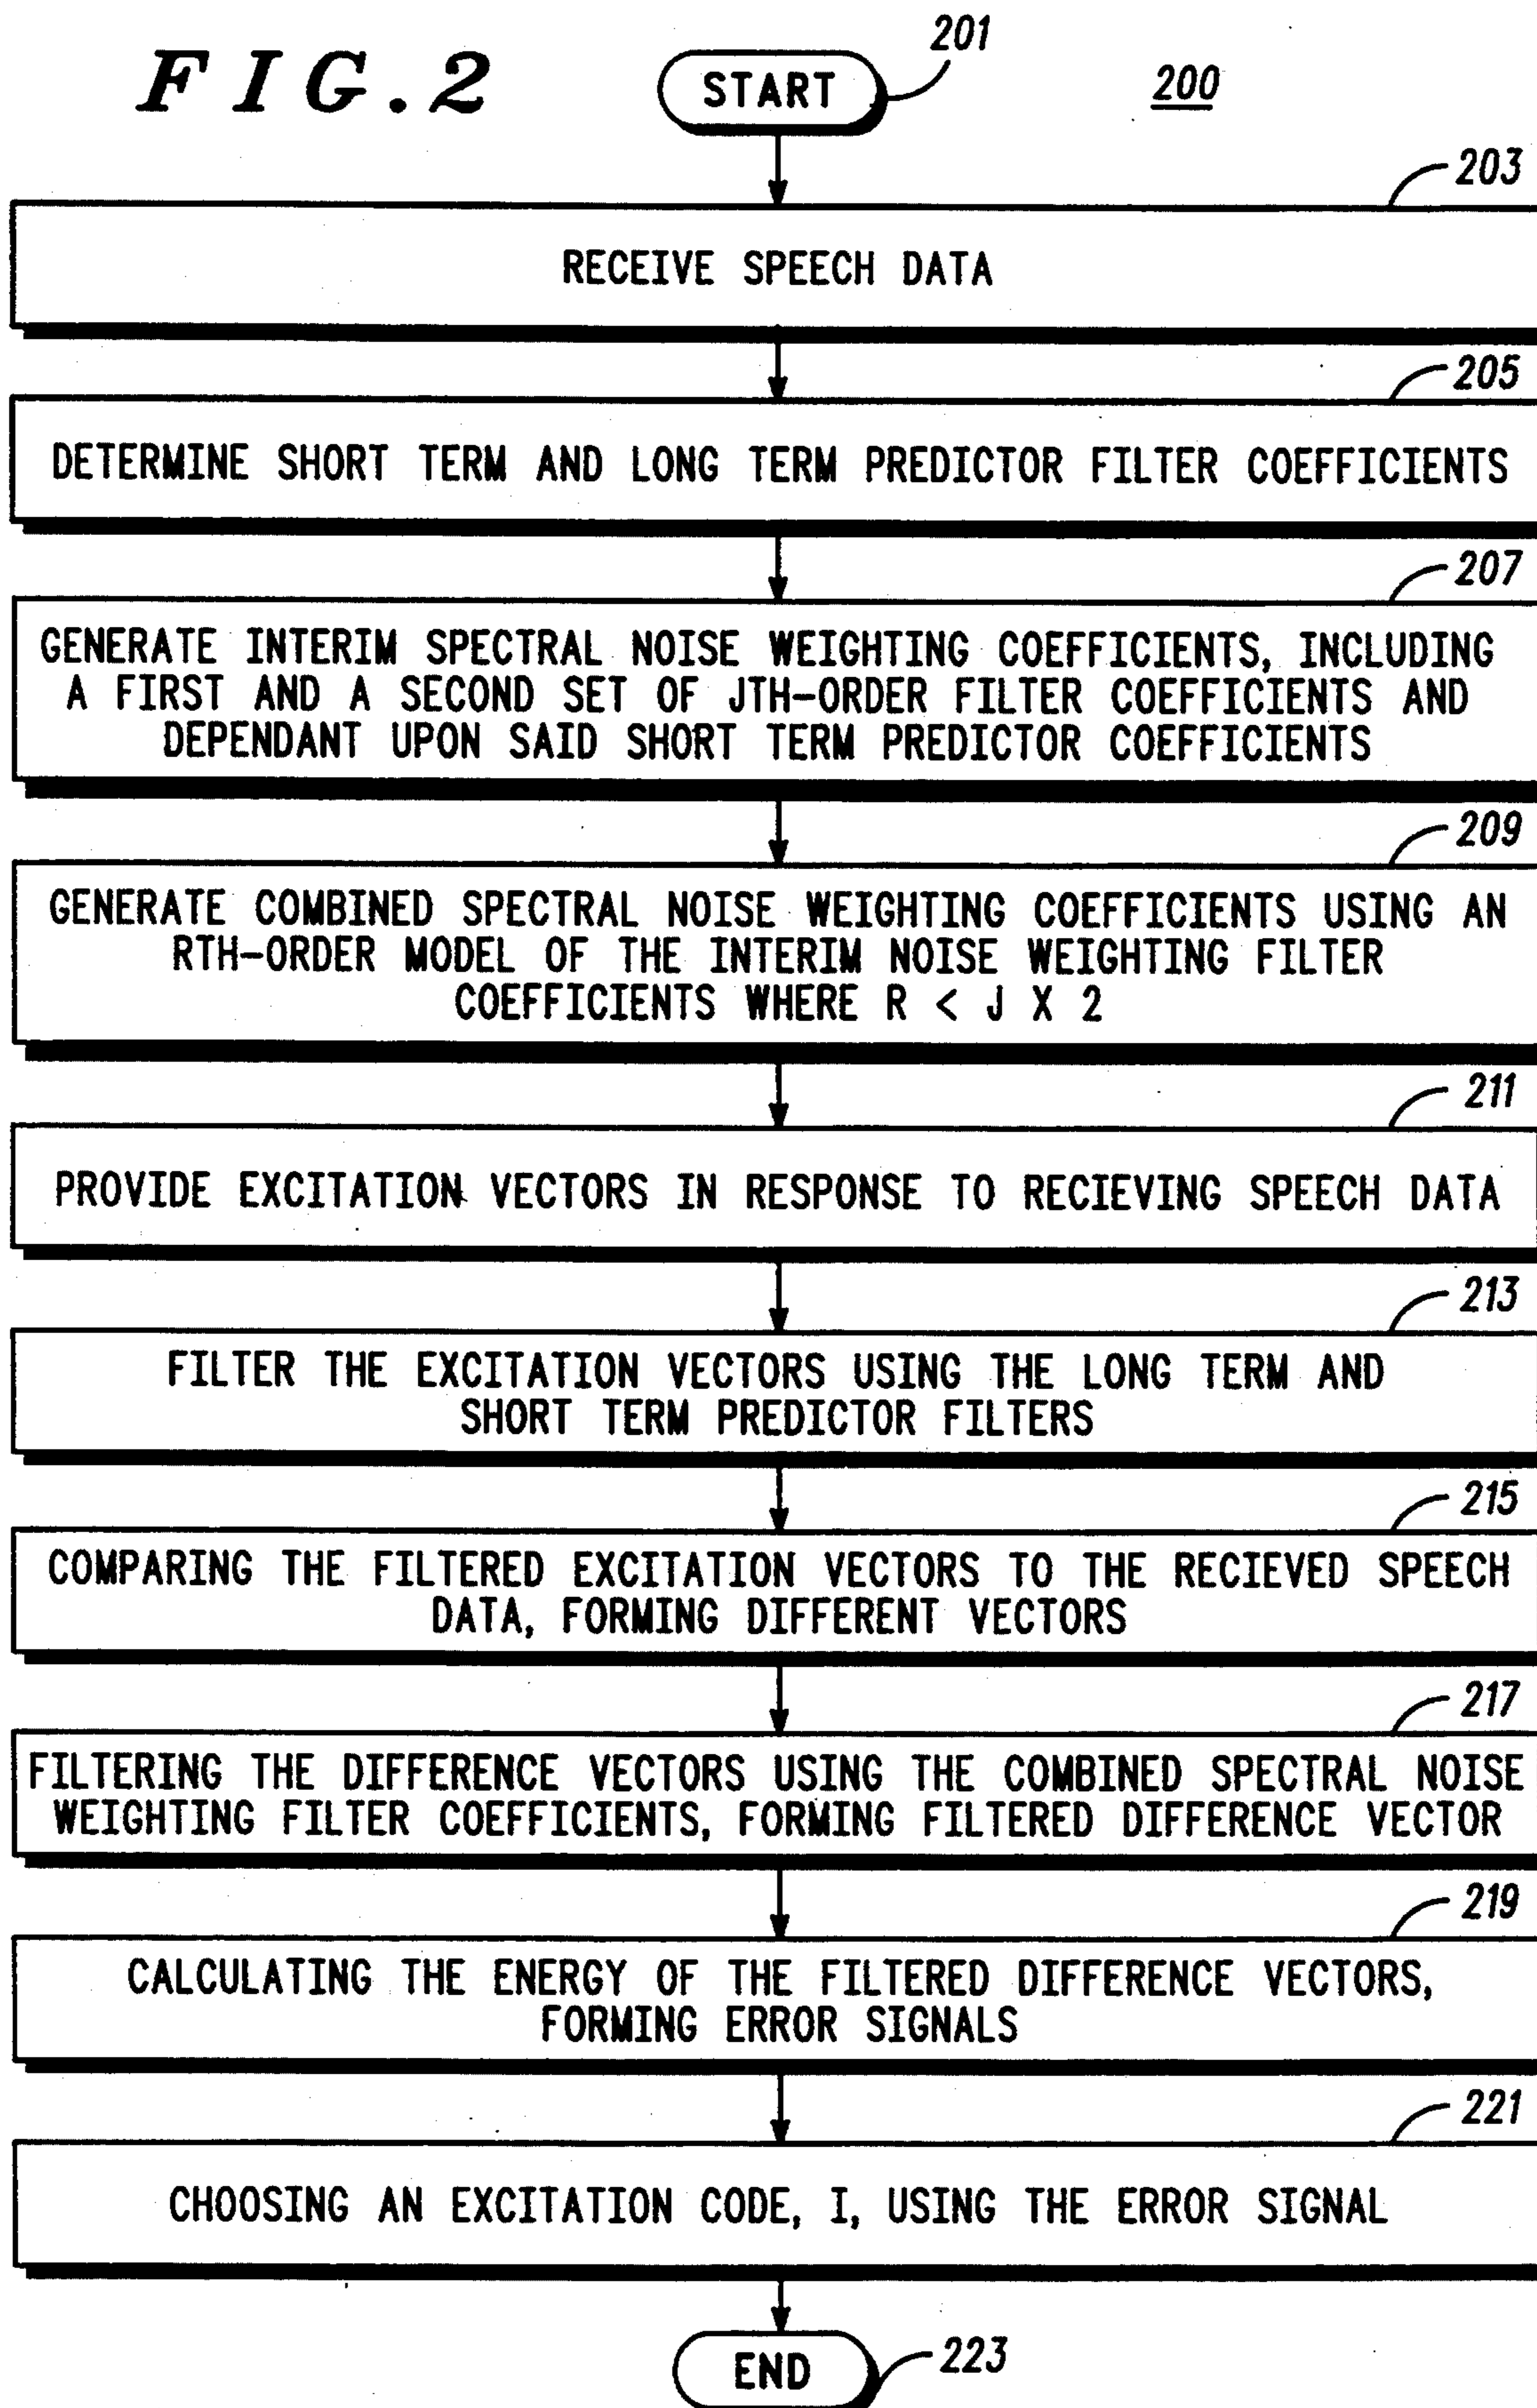 FIG.2
START
201
200
203
RECEIVE SPEECH DATA
205
DETERMINE SHORT TERM AND LONG TERM PREDICTOR FILTER COEFFICIENTS
207
GENERATE INTERIM SPECTRAL NOISE WEIGHTING COEFFICIENTS, INCLUDING
A FIRST AND A SECOND SET OF JTH-ORDER FILTER COEFFICIENTS AND
DEPENDANT UPON SAID SHORT TERM PREDICTOR COEFFICIENTS
209
GENERATE COMBINED SPECTRAL NOISE WEIGHTING COEFFICIENTS USING AN
RTH-ORDER MODEL OF THE INTERIM NOISE WEIGHTING FILTER
COEFFICIENTS WHERE R < J X 2
211
PROVIDE EXCITATION VECTORS IN RESPONSE TO RECIEVING SPEECH DATA
213
FILTER THE EXCITATION VECTORS USING THE LONG TERM AND
SHORT TERM PREDICTOR FILTERS
215
COMPARING THE FILTERED EXCITATION VECTORS TO THE RECIEVED SPEECH
DATA, FORMING DIFFERENT VECTORS
217
FILTERING THE DIFFERENCE VECTORS USING THE COMBINED SPECTRAL NOISE
WEIGHTING FILTER COEFFICIENTS, FORMING FILTERED DIFFERENCE VECTOR
219
CALCULATING THE ENERGY OF THE FILTERED DIFFERENCE VECTORS,
FORMING ERROR SIGNALS
221
CHOOSING AN EXCITATION CODE, I, USING THE ERROR SIGNAL
END
223